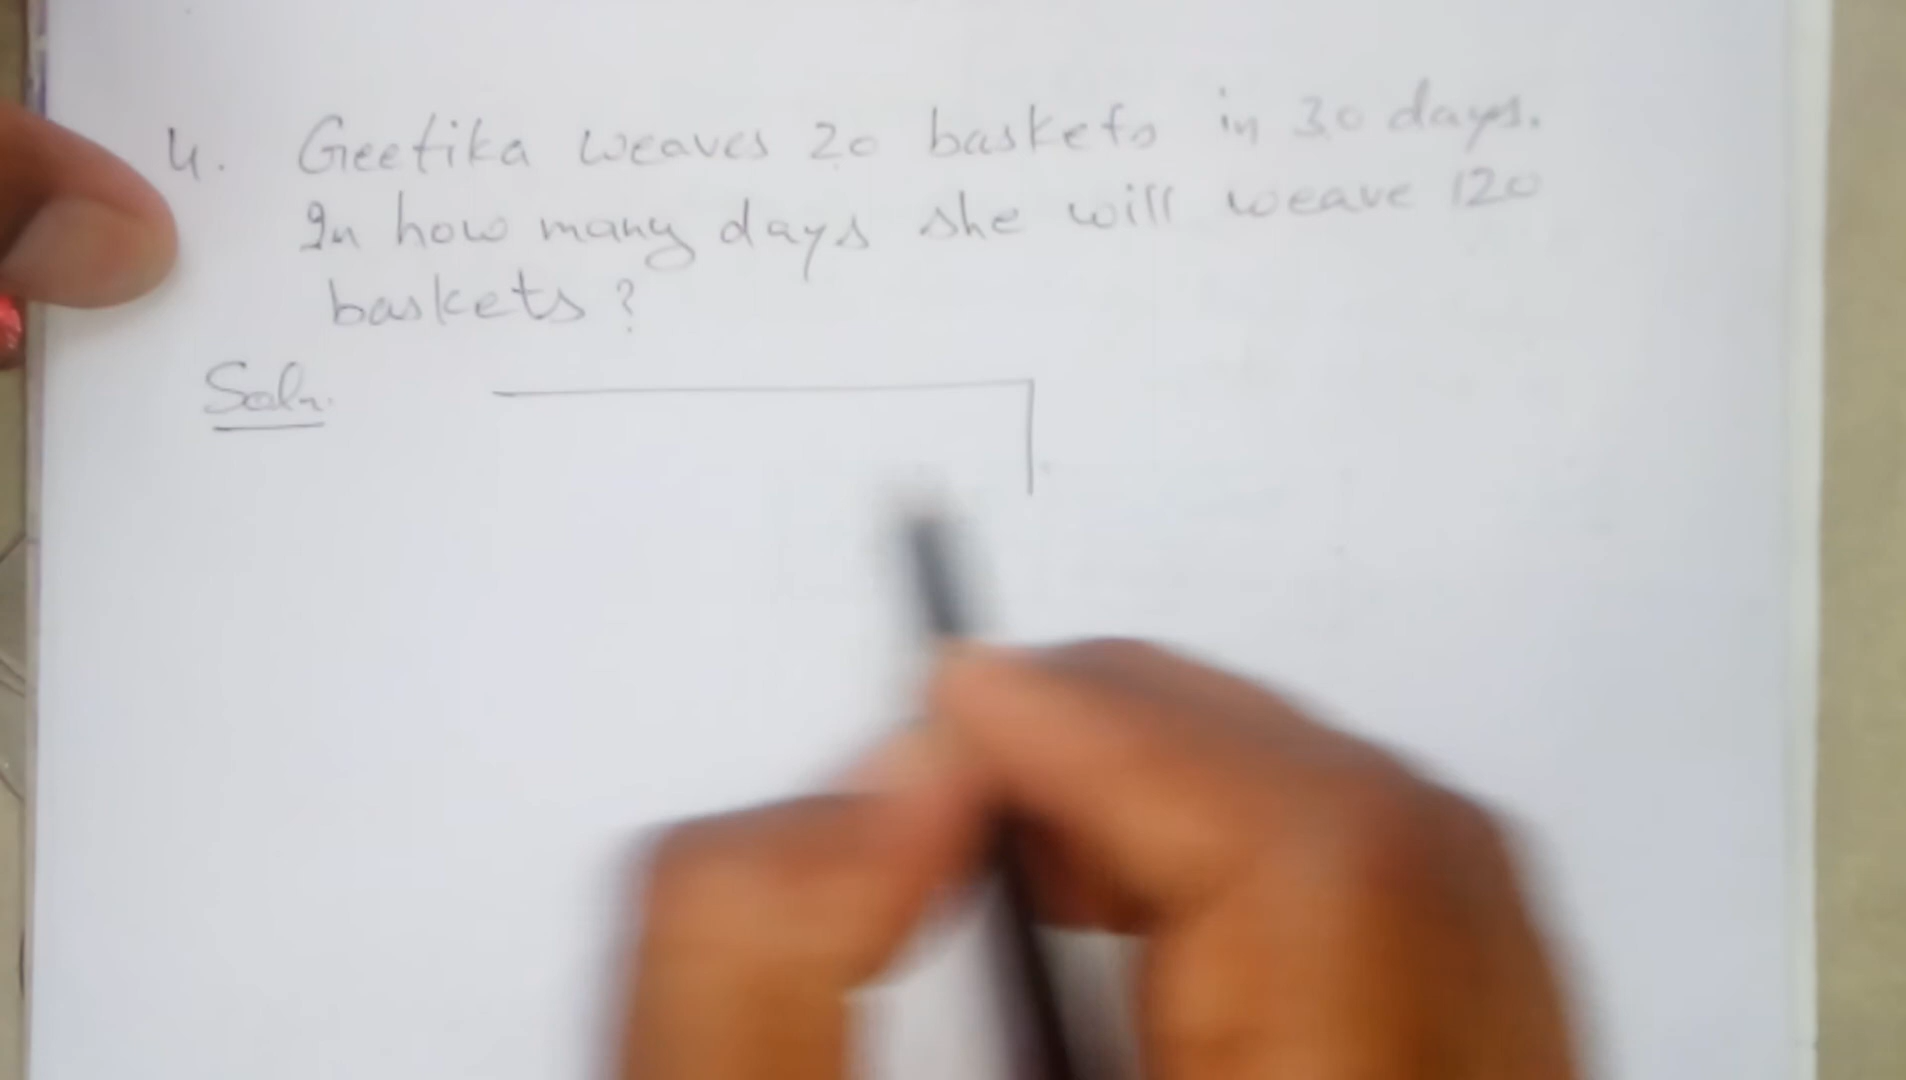 4. Geetika weaves 20 baskets in 30 days.
In how many days she will weave 120
baskets?
Soln.